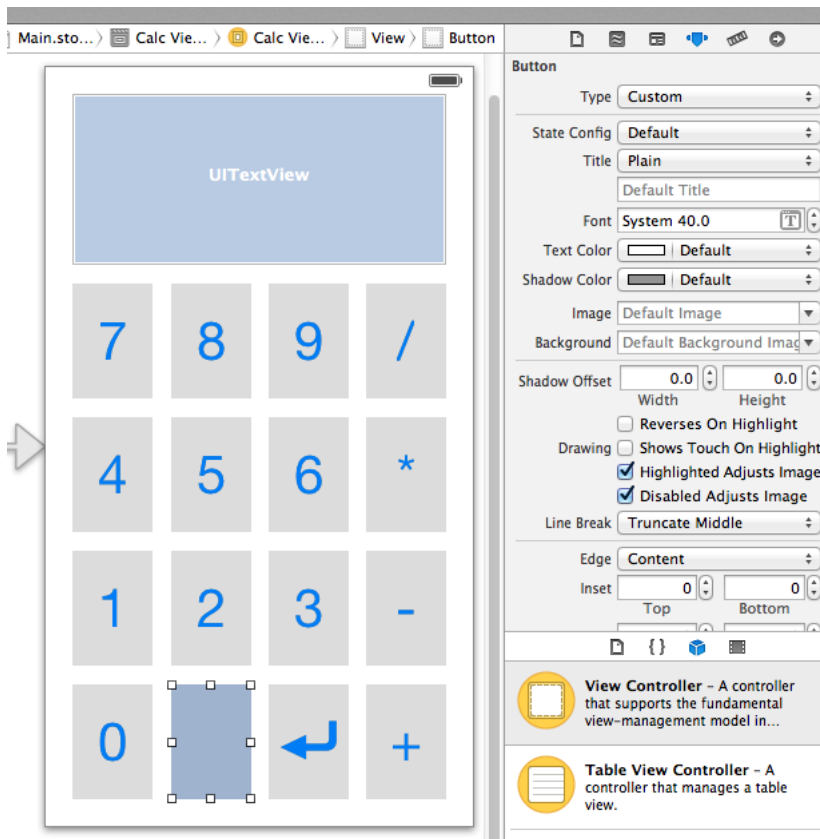 Main.sto... Calc Vie... Calc Vie... View Button
Button
Type Custom
State Config Default
Title Plain
Default Title
Font System 40.0 T
Text Color Default
Shadow Color Default
Image Default Image
Background Default Background Imag
Shadow Offset 0.0 0.0
Width Height
Reverses On Highlight
Drawing Shows Touch On Highlight
Highlighted Adjusts Image
Disabled Adjusts Image
Line Break Truncate Middle
Edge Content
Inset 0 0
Top Bottom
{}
View Controller – A controller
that supports the fundamental
view-management model in...
Table View Controller – A
controller that manages a table
view.
UITextView
7 8 9 /
4 5 6 *
1 2 3 -
0 +